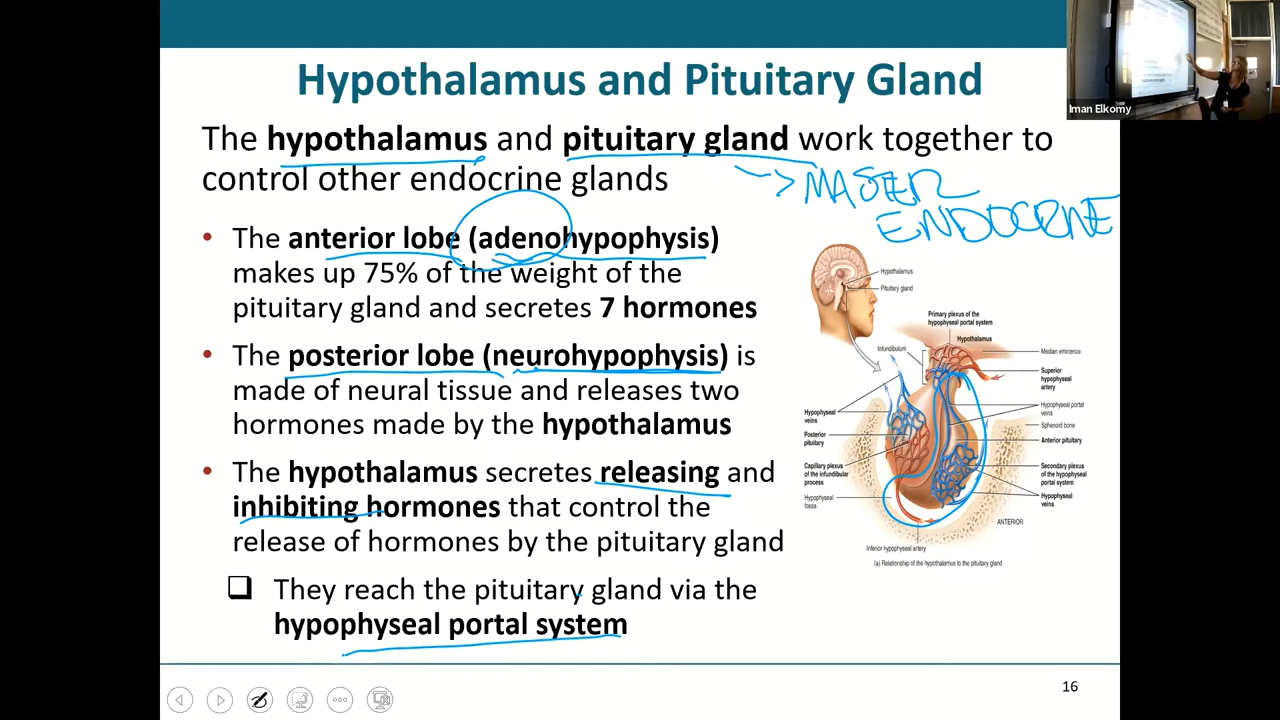 Hypothalamus and Pituitary Gland
Iman Elkomy
The hypothalamus and pituitary gland work together to
control other endocrine glands
-> MASTER
ENDOCRINE
• The anterior lobe (adenohypophysis)
makes up 75% of the weight of the
pituitary gland and secretes 7 hormones
• The posterior lobe (neurohypophysis) is
made of neural tissue and releases two
hormones made by the hypothalamus
• The hypothalamus secretes releasing and
inhibiting hormones that control the
release of hormones by the pituitary gland
❑ They reach the pituitary gland via the
hypophyseal portal system
Hypothalamus
Pituitary gland
Primary plexus of the
hypophyseal portal system
Hypothalamus
Infundibulum
Median eminence
Superior
hypophyseal
artery
Hypophyseal portal
veins
Sphenoid bone
Anterior pituitary
Secondary plexus
of the hypophyseal
portal system
Hypophyseal
veins
Hypophyseal
veins
Posterior
pituitary
Capillary plexus
of the infundibular
process
Hypophyseal
fossa
ANTERIOR
Inferior hypophyseal artery
(a) Relationship of the hypothalamus to the pituitary gland
16